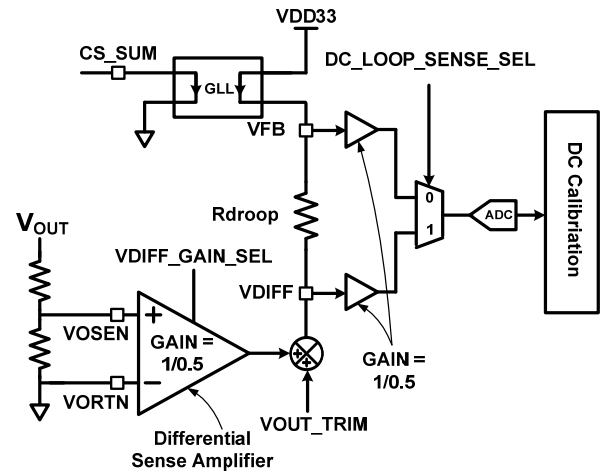 VDD33
CS_SUM
GLL
DC_LOOP_SENSE_SEL
VFB
0
1
ADC
DC Calibriation
Rdroop
VOUT
VDIFF_GAIN_SEL
VDIFF
VOSEN
+
GAIN =
1/0.5
−
VORTN
+
+
GAIN =
1/0.5
VOUT_TRIM
Differential
Sense Amplifier